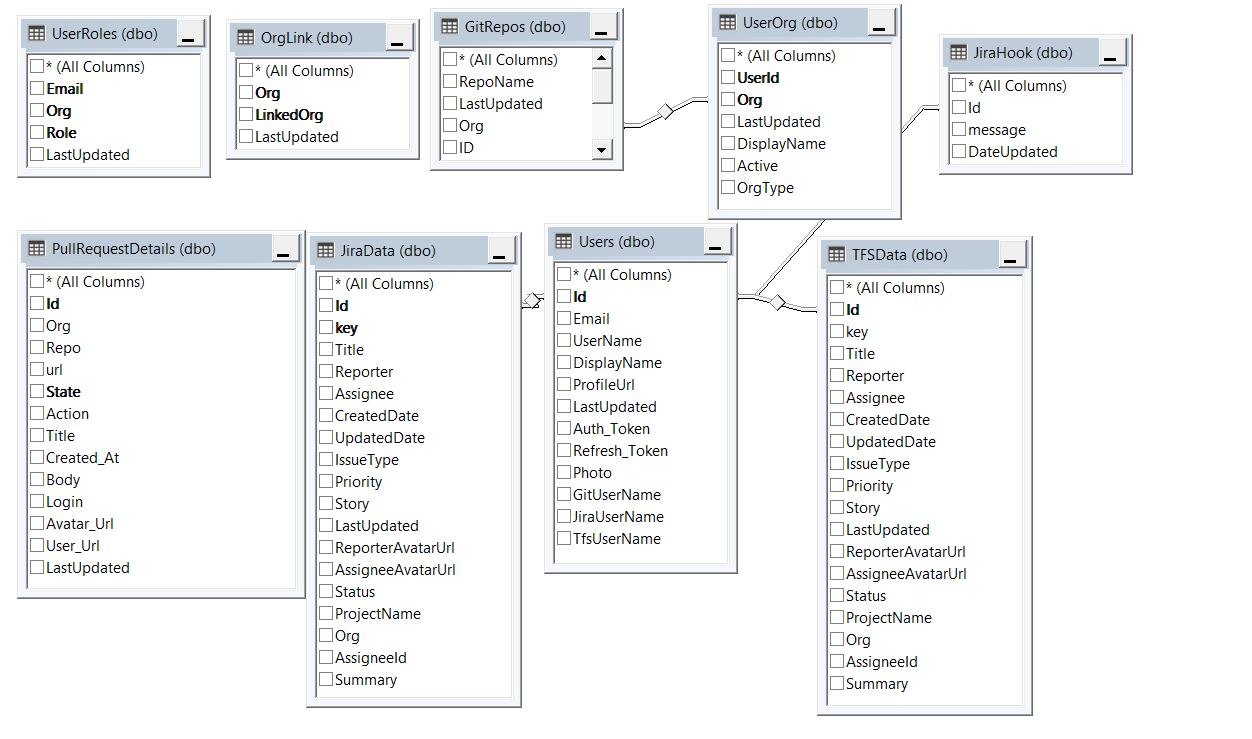 UserRoles (dbo)
* (All Columns)
Email
Org
Role
LastUpdated
OrgLink (dbo)
* (All Columns)
Org
LinkedOrg
LastUpdated
GitRepos (dbo)
* (All Columns)
RepoName
LastUpdated
Org
ID
UserOrg (dbo)
* (All Columns)
UserId
Org
LastUpdated
DisplayName
Active
OrgType
JiraHook (dbo)
* (All Columns)
Id
message
DateUpdated
PullRequestDetails (dbo)
* (All Columns)
Id
Org
Repo
url
State
Action
Title
Created_At
Body
Login
Avatar_Url
User_Url
LastUpdated
JiraData (dbo)
* (All Columns)
Id
key
Title
Reporter
Assignee
CreatedDate
UpdatedDate
IssueType
Priority
Story
LastUpdated
ReporterAvatarUrl
AssigneeAvatarUrl
Status
ProjectName
Org
AssigneeId
Summary
Users (dbo)
* (All Columns)
Id
Email
UserName
DisplayName
ProfileUrl
LastUpdated
Auth_Token
Refresh_Token
Photo
GitUserName
JiraUserName
TfsUserName
TFSData (dbo)
* (All Columns)
Id
key
Title
Reporter
Assignee
CreatedDate
UpdatedDate
IssueType
Priority
Story
LastUpdated
ReporterAvatarUrl
AssigneeAvatarUrl
Status
ProjectName
Org
AssigneeId
Summary